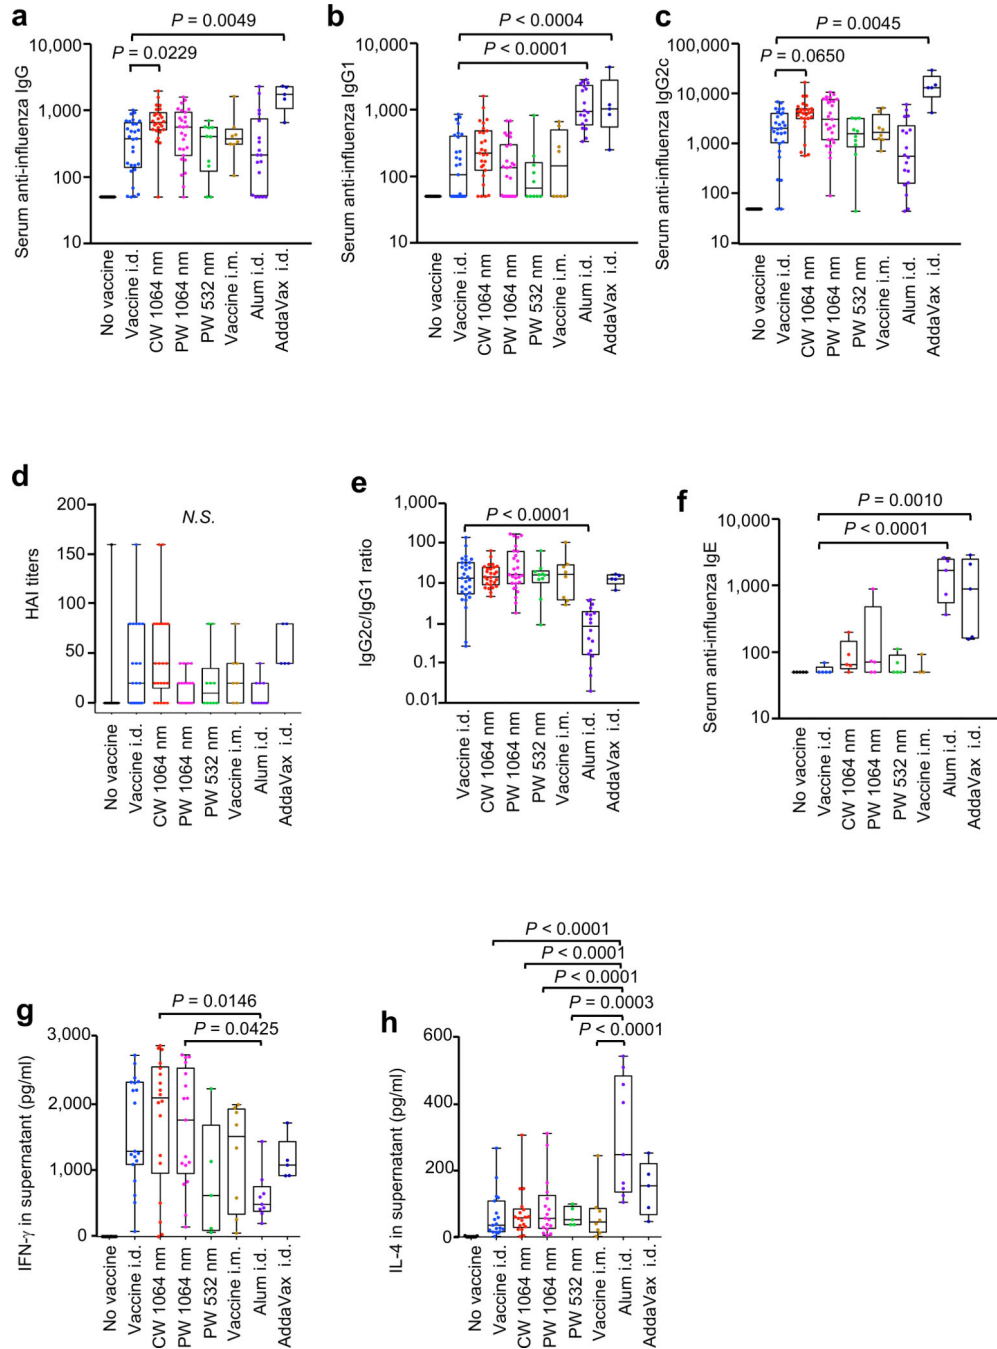 a
P = 0.0049
P = 0.0229
10,000
1,000
100
10
Serum anti-influenza IgG
No vaccine
Vaccine i.d.
CW 1064 nm
PW 1064 nm
PW 532 nm
Vaccine i.m.
Alum i.d.
AddaVax i.d.
b
P < 0.0004
P < 0.0001
10,000
1,000
100
10
Serum anti-influenza IgG1
No vaccine
Vaccine i.d.
CW 1064 nm
PW 1064 nm
PW 532 nm
Vaccine i.m.
Alum i.d.
AddaVax i.d.
c
P = 0.0045
P = 0.0650
100,000
10,000
1,000
100
10
Serum anti-influenza IgG2c
No vaccine
Vaccine i.d.
CW 1064 nm
PW 1064 nm
PW 532 nm
Vaccine i.m.
Alum i.d.
AddaVax i.d.
d
N.S.
200
150
100
50
0
HAI titers
No vaccine
Vaccine i.d.
CW 1064 nm
PW 1064 nm
PW 532 nm
Vaccine i.m.
Alum i.d.
AddaVax i.d.
e
P < 0.0001
1,000
100
10
1
0.1
0.01
IgG2c/IgG1 ratio
Vaccine i.d.
CW 1064 nm
PW 1064 nm
PW 532 nm
Vaccine i.m.
Alum i.d.
AddaVax i.d.
f
P = 0.0010
P < 0.0001
10,000
1,000
100
10
Serum anti-influenza IgE
No vaccine
Vaccine i.d.
CW 1064 nm
PW 1064 nm
PW 532 nm
Vaccine i.m.
Alum i.d.
AddaVax i.d.
g
P = 0.0146
P = 0.0425
3,000
2,000
1,000
0
IFN-γ in supernatant (pg/ml)
No vaccine
Vaccine i.d.
CW 1064 nm
PW 1064 nm
PW 532 nm
Vaccine i.m.
Alum i.d.
AddaVax i.d.
h
P < 0.0001
P < 0.0001
P < 0.0001
P = 0.0003
P < 0.0001
600
400
200
0
IL-4 in supernatant (pg/ml)
No vaccine
Vaccine i.d.
CW 1064 nm
PW 1064 nm
PW 532 nm
Vaccine i.m.
Alum i.d.
AddaVax i.d.